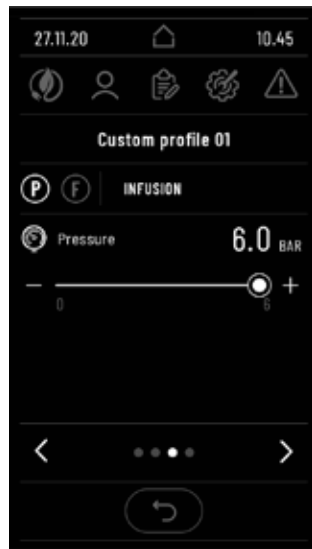 27.11.20 10.45
Custom profile 01
P F INFUSION
Pressure 6.0 BAR
− +
0 6